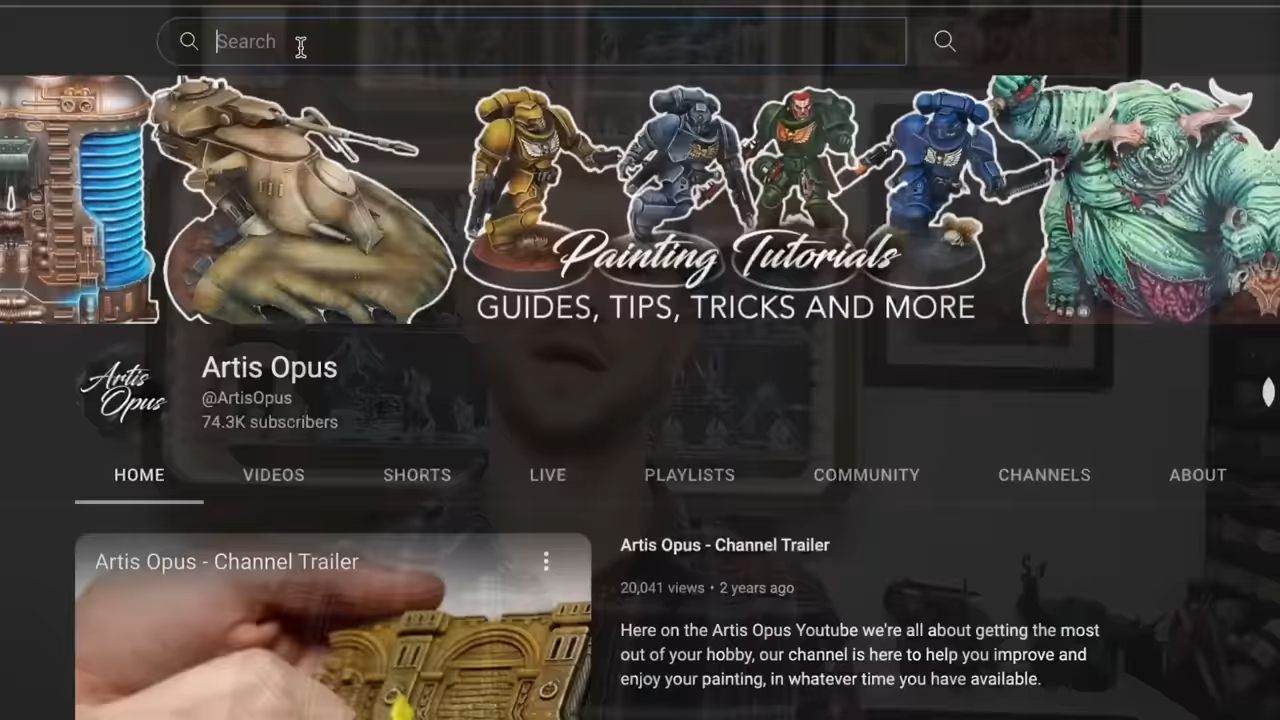 Search
Painting Tutorials
GUIDES, TIPS, TRICKS AND MORE
Artis
Opus
Artis Opus
@ArtisOpus
74.3K subscribers
HOME VIDEOS SHORTS LIVE PLAYLISTS COMMUNITY CHANNELS ABOUT
Artis Opus - Channel Trailer
Artis Opus - Channel Trailer
20,041 views • 2 years ago
Here on the Artis Opus Youtube we're all about getting the most
out of your hobby, our channel is here to help you improve and
enjoy your painting, in whatever time you have available.